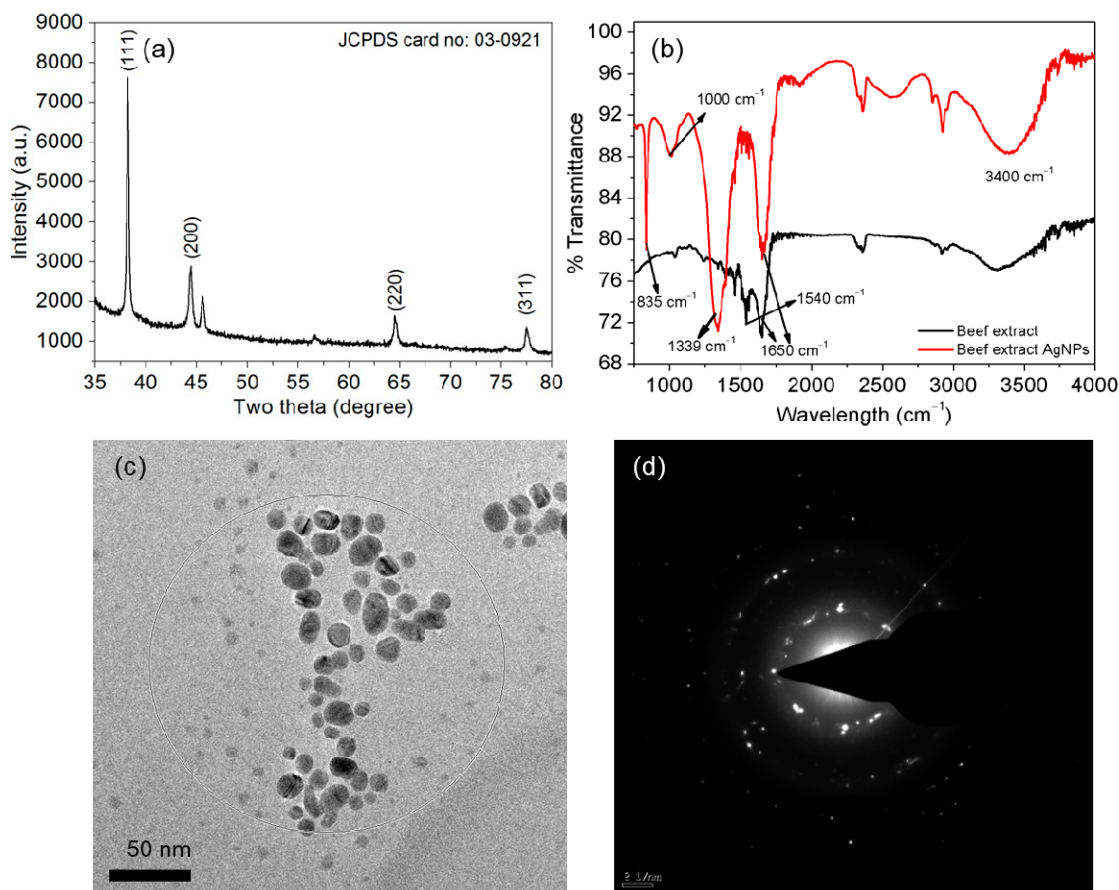 (a)
JCPDS card no: 03-0921
(111)
(200)
(220)
(311)
9000
8000
7000
6000
5000
4000
3000
2000
1000
35 40 45 50 55 60 65 70 75 80
Intensity (a.u.)
Two theta (degree)
(b)
100
96
92
88
84
80
76
72
68
1000 cm⁻¹
3400 cm⁻¹
835 cm⁻¹
1540 cm⁻¹
1339 cm⁻¹
1650 cm⁻¹
Beef extract
Beef extract AgNPs
1000 1500 2000 2500 3000 3500 4000
% Transmittance
Wavelength (cm⁻¹)
(c)
50 nm
(d)
2 1/nm